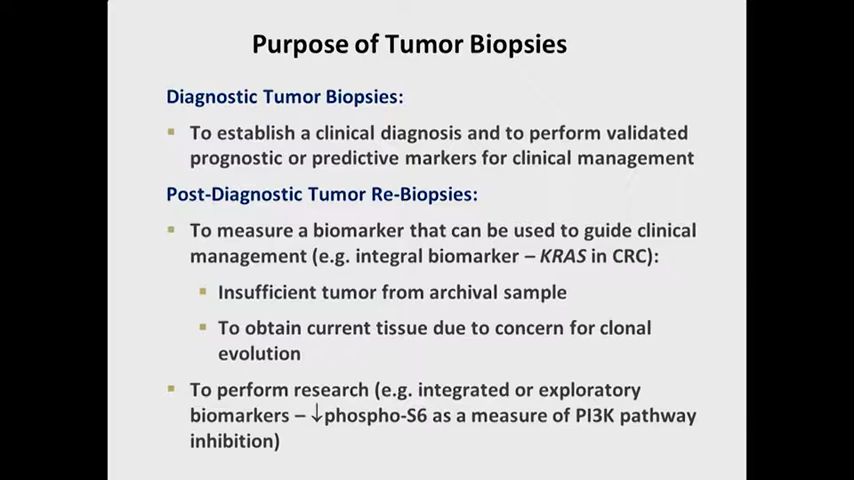 Purpose of Tumor Biopsies
Diagnostic Tumor Biopsies:
▪ To establish a clinical diagnosis and to perform validated
prognostic or predictive markers for clinical management
Post-Diagnostic Tumor Re-Biopsies:
▪ To measure a biomarker that can be used to guide clinical
management (e.g. integral biomarker – KRAS in CRC):
▪ Insufficient tumor from archival sample
▪ To obtain current tissue due to concern for clonal
evolution
▪ To perform research (e.g. integrated or exploratory
biomarkers – ↓phospho-S6 as a measure of PI3K pathway
inhibition)